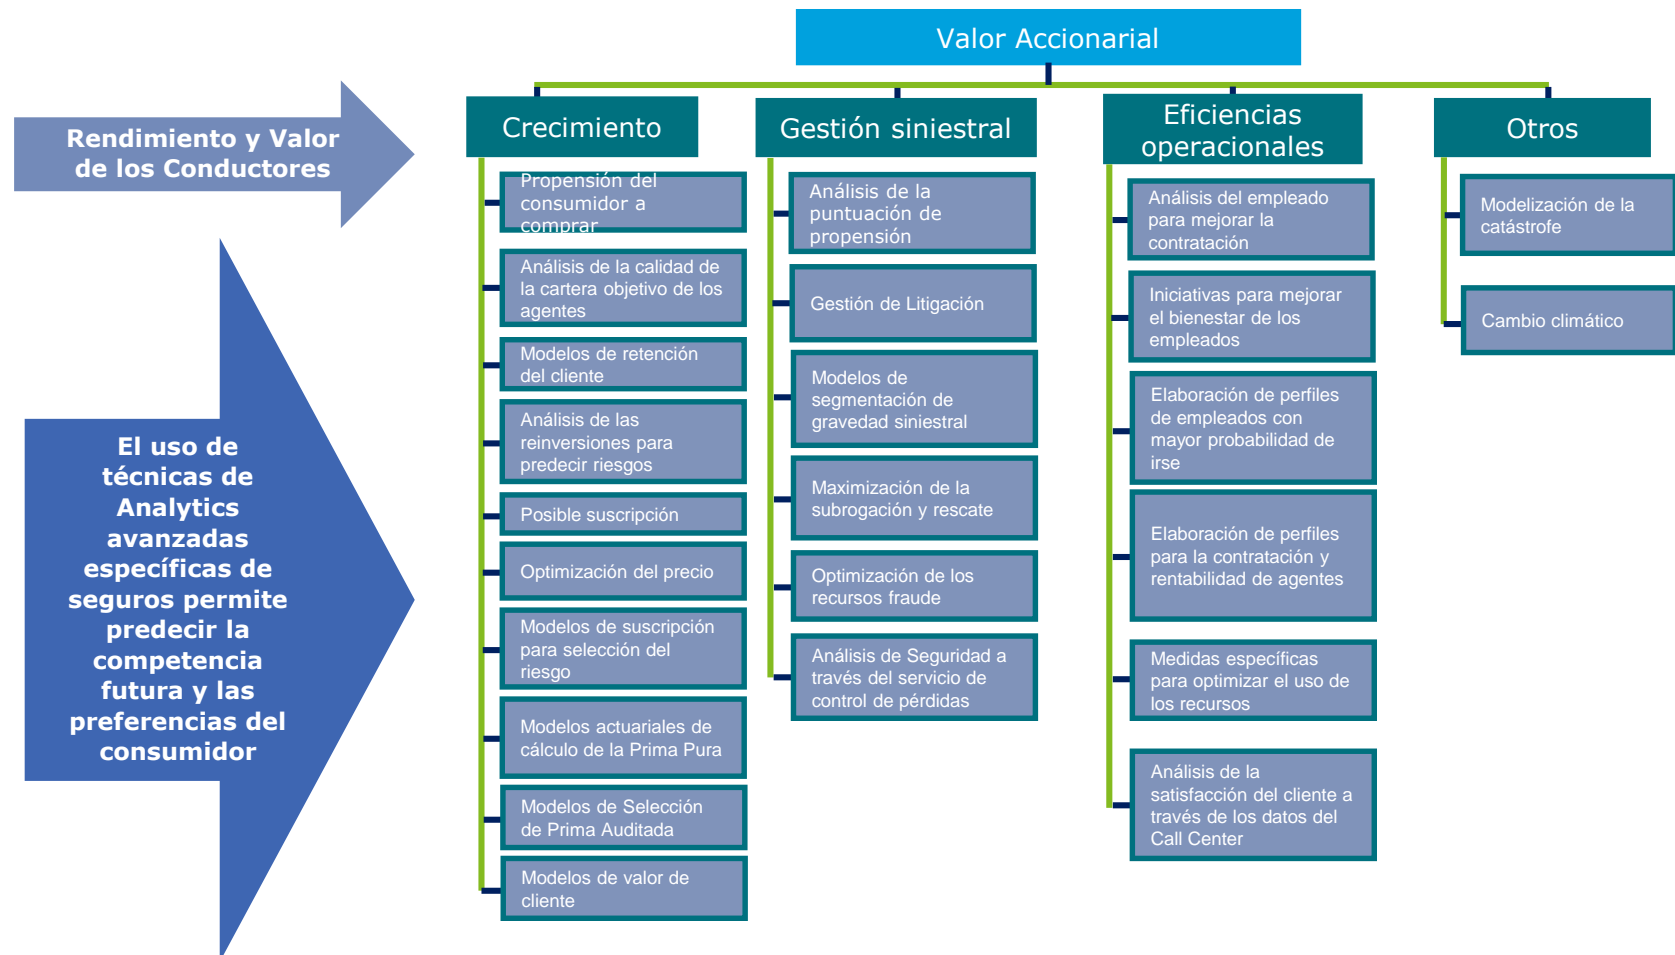 Valor Accionarial
Rendimiento y Valor
de los Conductores
El uso de
técnicas de
Analytics
avanzadas
específicas de
seguros permite
predecir la
competencia
futura y las
preferencias del
consumidor
Crecimiento
Propensión del
consumidor a
comprar
Análisis de la calidad de
la cartera objetivo de los
agentes
Modelos de retención
del cliente
Análisis de las
reinversiones para
predecir riesgos
Posible suscripción
Optimización del precio
Modelos de suscripción
para selección del
riesgo
Modelos actuariales de
cálculo de la Prima Pura
Modelos de Selección
de Prima Auditada
Modelos de valor de
cliente
Gestión siniestral
Análisis de la
puntuación de
propensión
Gestión de Litigación
Modelos de
segmentación de
gravedad siniestral
Maximización de la
subrogación y rescate
Optimización de los
recursos fraude
Análisis de Seguridad a
través del servicio de
control de pérdidas
Eficiencias
operacionales
Análisis del empleado
para mejorar la
contratación
Iniciativas para mejorar
el bienestar de los
empleados
Elaboración de perfiles
de empleados con
mayor probabilidad de
irse
Elaboración de perfiles
para la contratación y
rentabilidad de agentes
Medidas específicas
para optimizar el uso de
los recursos
Análisis de la
satisfacción del cliente a
través de los datos del
Call Center
Otros
Modelización de la
catástrofe
Cambio climático